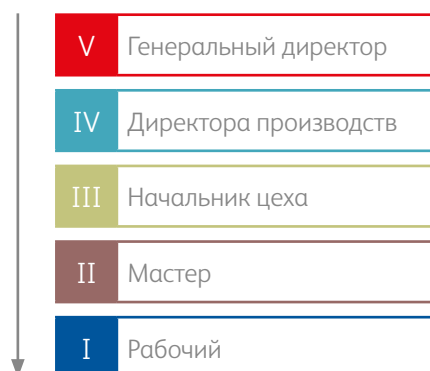 V Генеральный директор
IV Директора производств
III Начальник цеха
II Мастер
I Рабочий